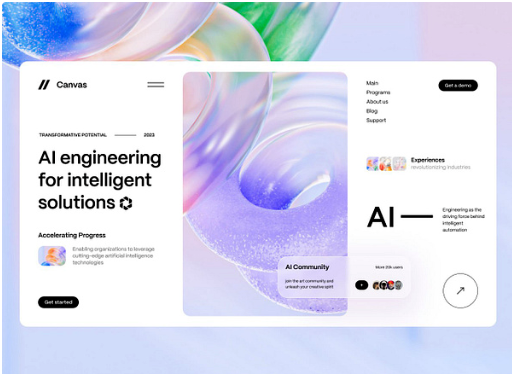 Canvas
TRANSFORMATIVE POTENTIAL
2023
AI engineering
for intelligent
solutions
Accelerating Progress
Enabling organizations to leverage
cutting-edge artificial intelligence
technologies
Get started
AI Community
More 20k users
join the art community and
unleash your creative spirit
+
Main
Programs
About us
Blog
Support
Get a demo
Experiences
revolutionizing industries
AI
Engineering as the
driving force behind
intelligent
automation